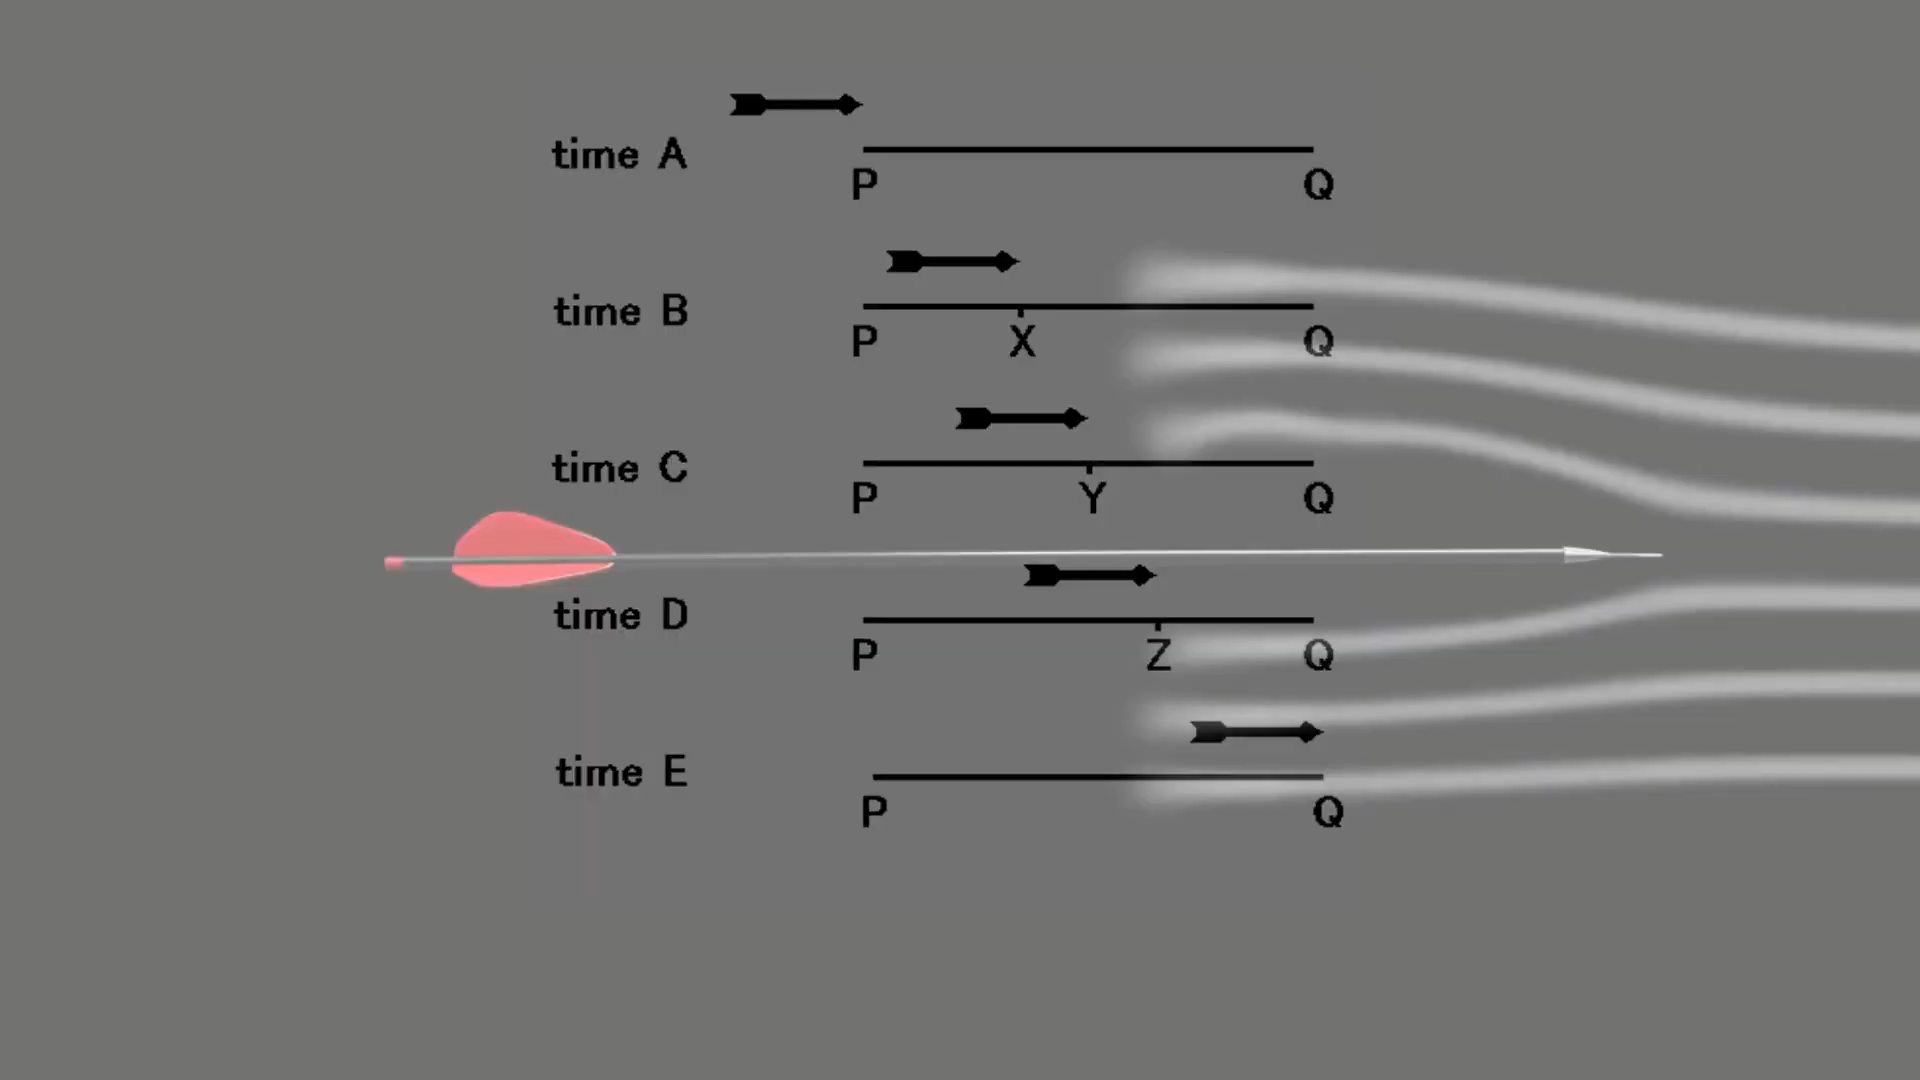 time A
P Q
time B
P X Q
time C
P Y Q
time D
P Z Q
time E
P Q